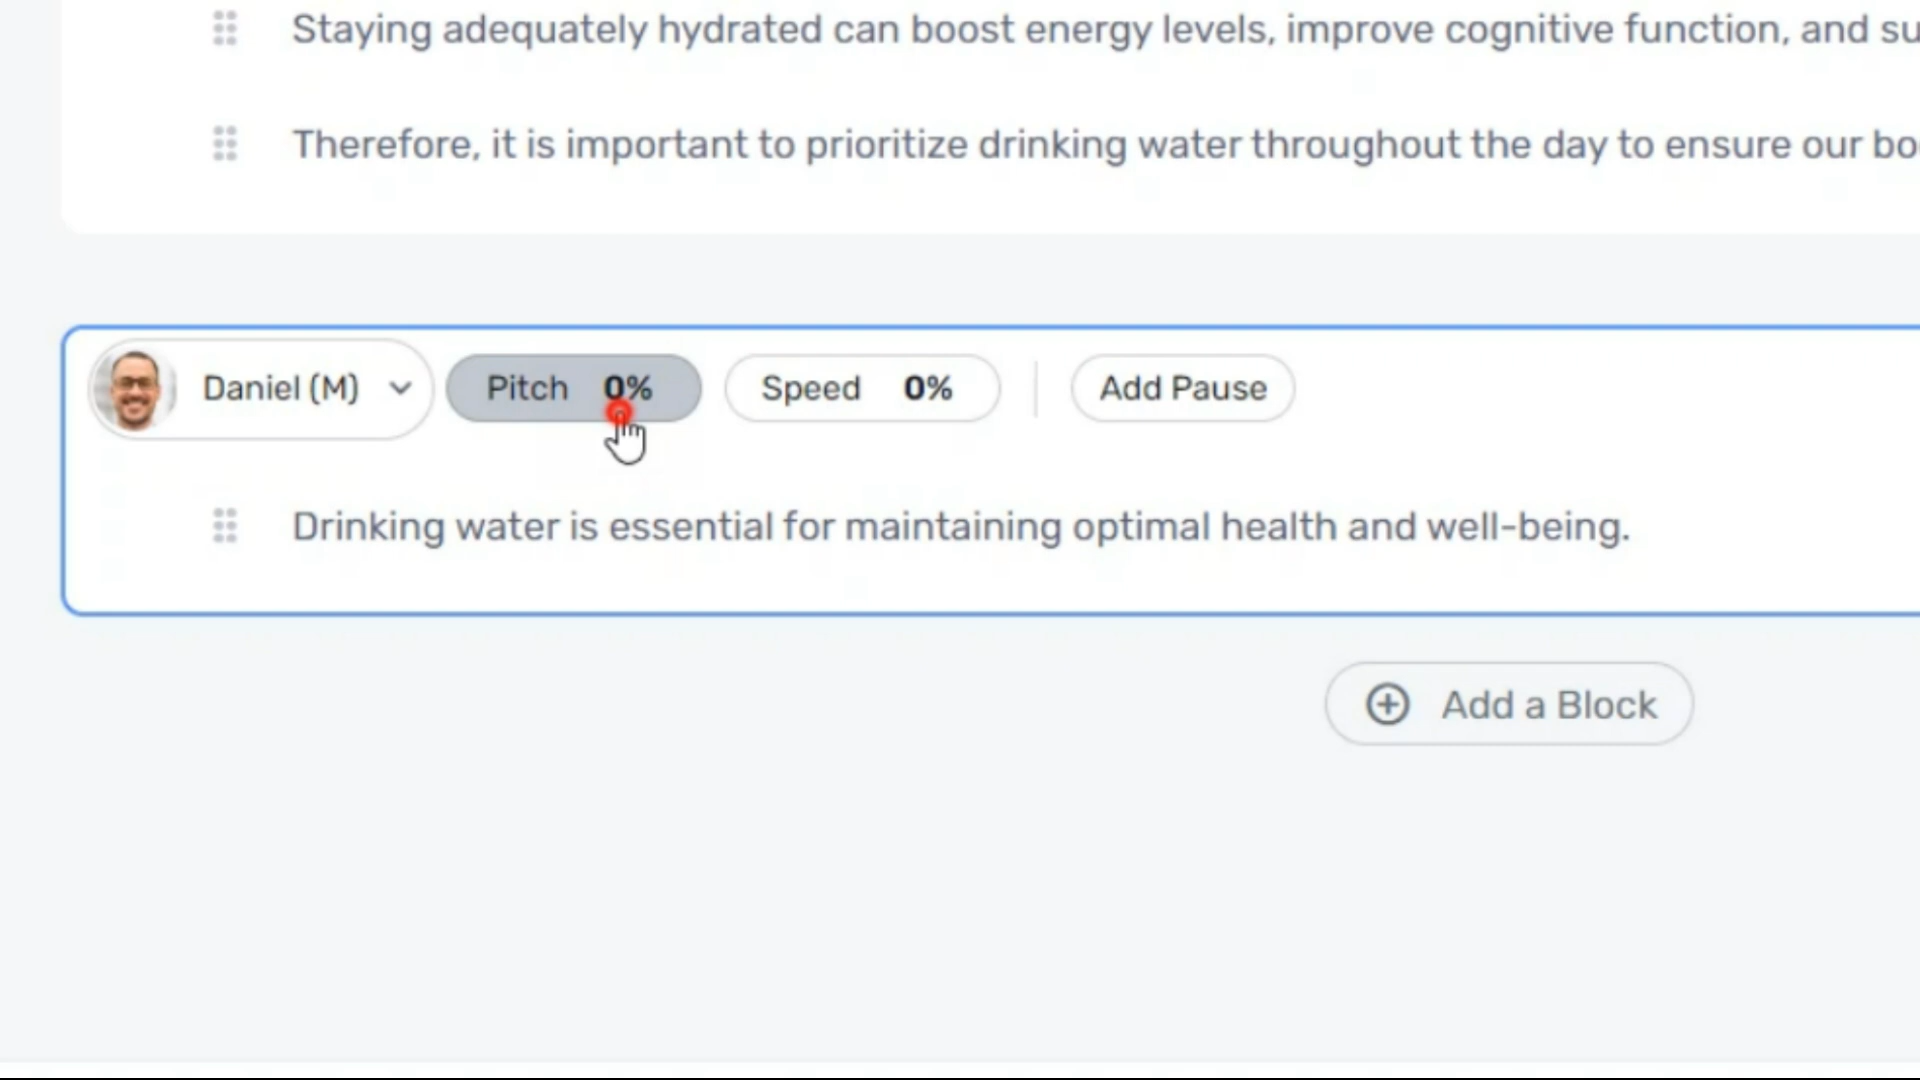 Staying adequately hydrated can boost energy levels, improve cognitive function, and su
Therefore, it is important to prioritize drinking water throughout the day to ensure our bo
Daniel (M) Pitch 0% Speed 0% Add Pause
Drinking water is essential for maintaining optimal health and well-being.
Add a Block